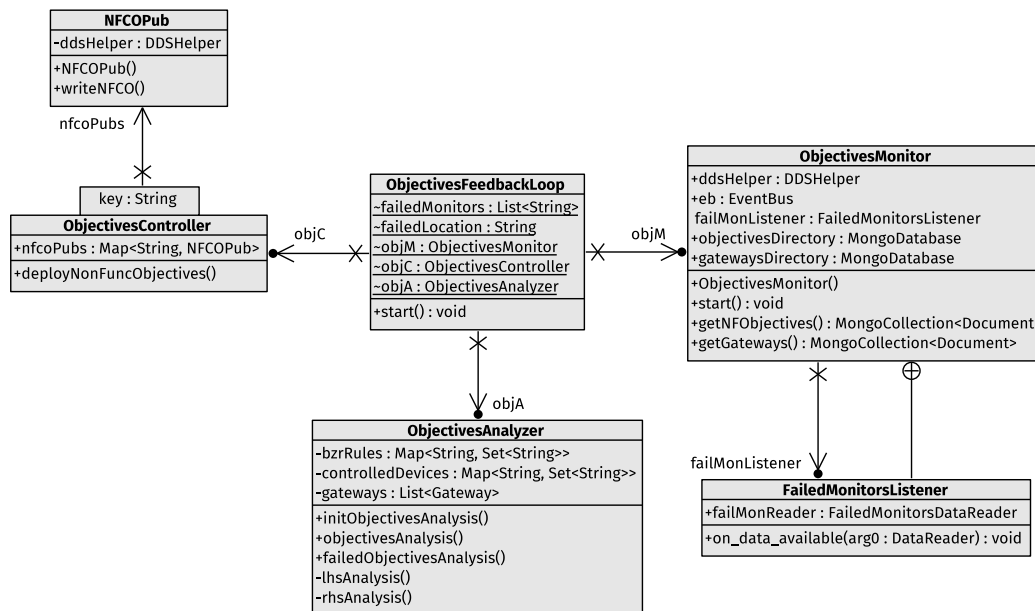 NFCOPub
-ddsHelper : DDSHelper
+NFCOPub()
+writeNFCO()
nfcoPubs
key : String
ObjectivesController
+nfcoPubs : Map<String, NFCOPub>
+deployNonFuncObjectives()
objC
ObjectivesFeedbackLoop
~failedMonitors : List<String>
~failedLocation : String
~objM : ObjectivesMonitor
~objC : ObjectivesController
~objA : ObjectivesAnalyzer
+start() : void
objM
ObjectivesMonitor
+ddsHelper : DDSHelper
+eb : EventBus
failMonListener : FailedMonitorsListener
+objectivesDirectory : MongoDatabase
+gatewaysDirectory : MongoDatabase
+ObjectivesMonitor()
+start() : void
+getNFObjectives() : MongoCollection<Document
+getGateways() : MongoCollection<Document>
objA
ObjectivesAnalyzer
-bzrRules : Map<String, Set<String>>
-controlledDevices : Map<String, Set<String>>
-gateways : List<Gateway>
+initObjectivesAnalysis()
+objectivesAnalysis()
+failedObjectivesAnalysis()
-lhsAnalysis()
-rhsAnalysis()
failMonListener
FailedMonitorsListener
+failMonReader : FailedMonitorsDataReader
+on_data_available(arg0 : DataReader) : void